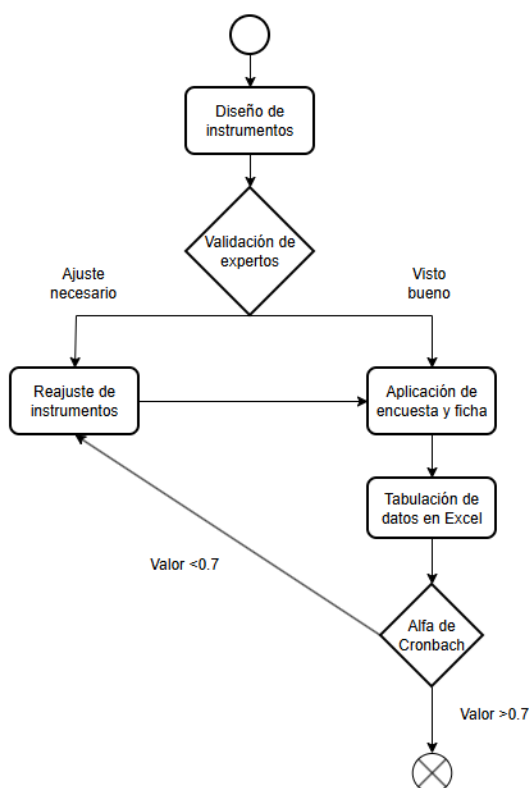 Diseño de
instrumentos
Validación de
expertos
Ajuste
necesario
Visto
bueno
Reajuste de
instrumentos
Aplicación de
encuesta y ficha
Tabulación de
datos en Excel
Valor <0.7
Alfa de
Cronbach
Valor >0.7